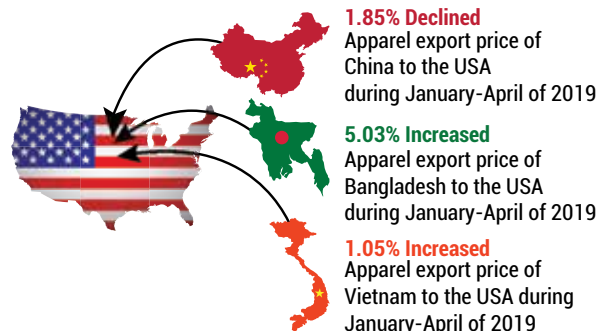 1.85% Declined
Apparel export price of
China to the USA
during January-April of 2019
5.03% Increased
Apparel export price of
Bangladesh to the USA
during January-April of 2019
1.05% Increased
Apparel export price of
Vietnam to the USA during
January-April of 2019